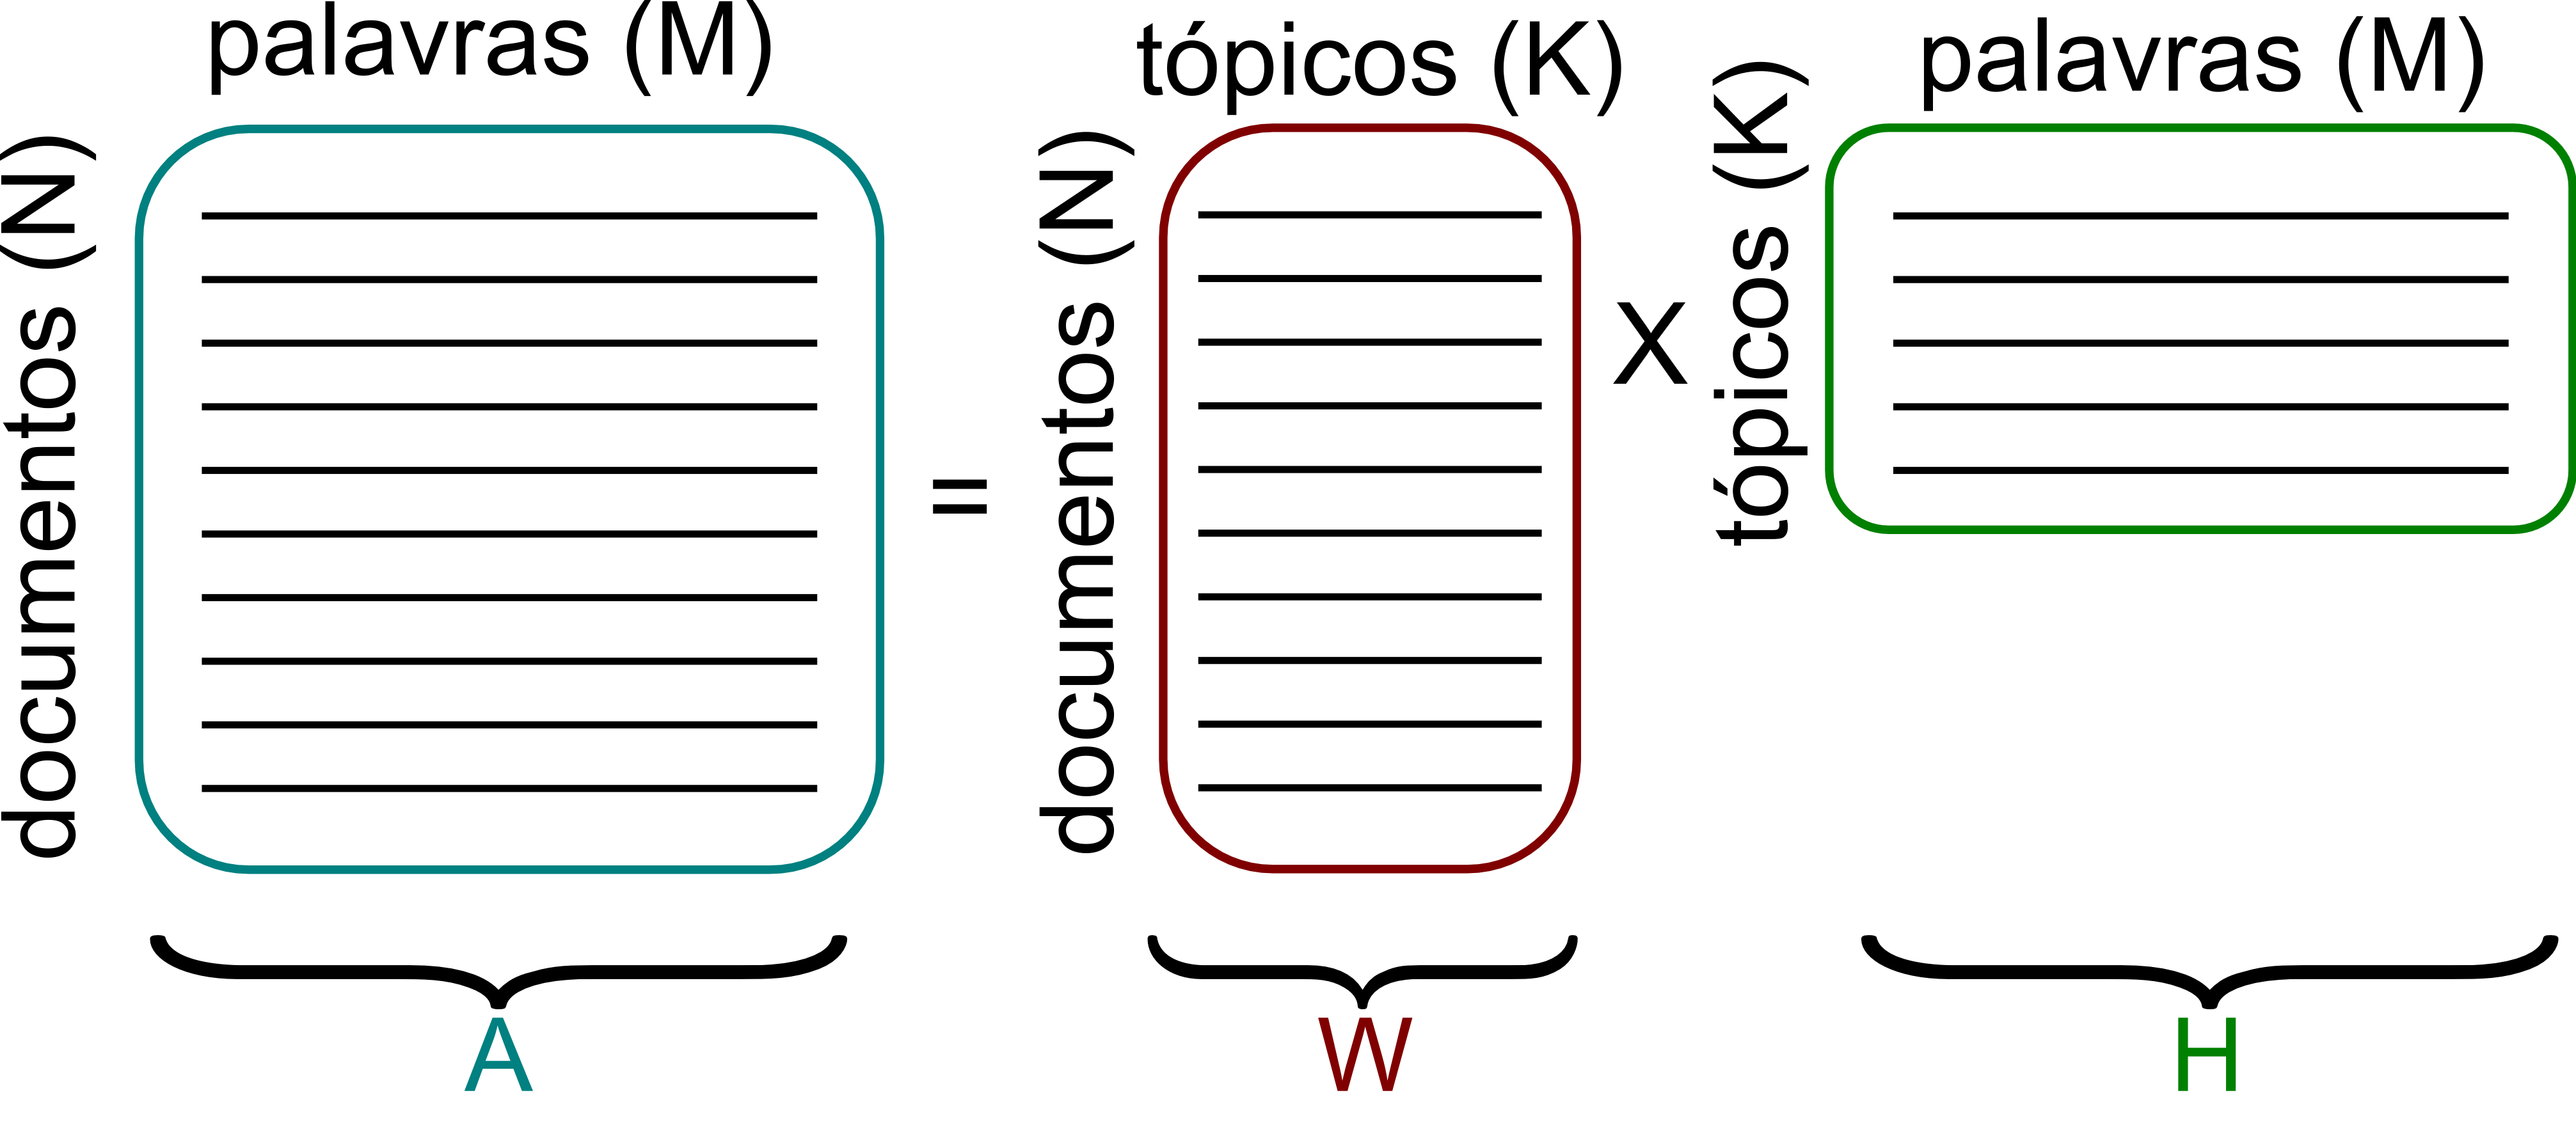 palavras (M)
documentos (N)
=
tópicos (K)
documentos (N)
X
palavras (M)
tópicos (K)
A
W
H